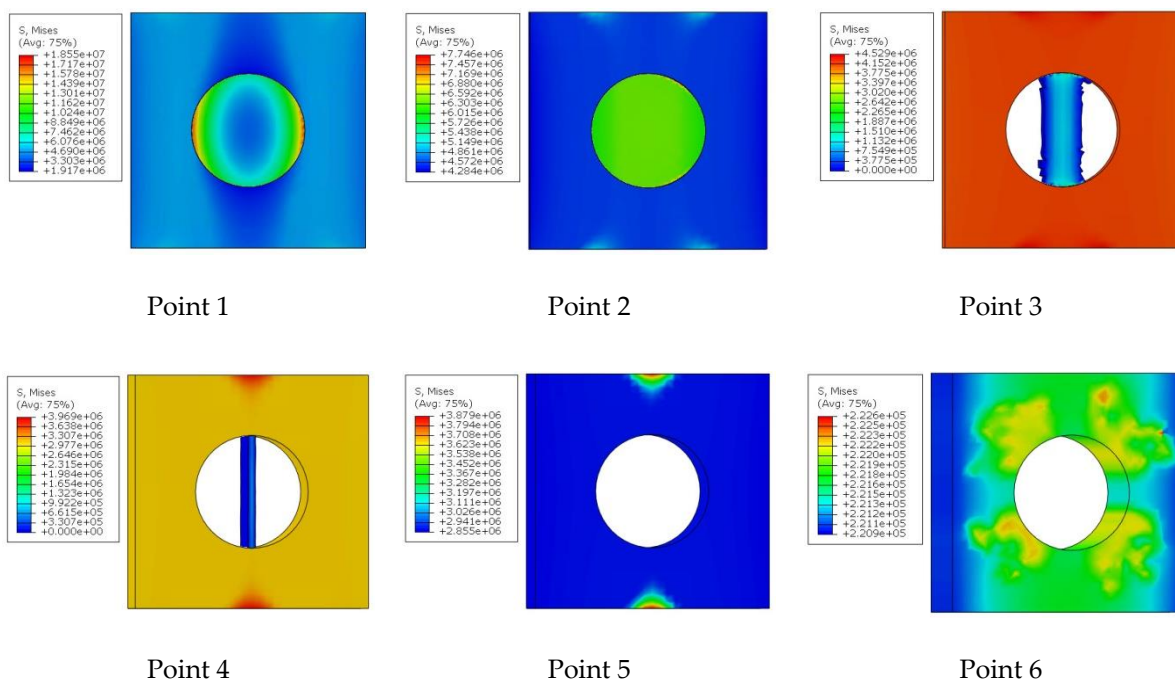 S, Mises
(Avg: 75%)
+1.855e+07
+1.717e+07
+1.578e+07
+1.439e+07
+1.301e+07
+1.162e+07
+1.024e+07
+8.849e+06
+7.462e+06
+6.076e+06
+4.690e+06
+3.303e+06
+1.917e+06
Point 1
S, Mises
(Avg: 75%)
+7.746e+06
+7.457e+06
+7.169e+06
+6.880e+06
+6.592e+06
+6.303e+06
+6.015e+06
+5.726e+06
+5.438e+06
+5.149e+06
+4.861e+06
+4.572e+06
+4.284e+06
Point 2
S, Mises
(Avg: 75%)
+4.529e+06
+4.152e+06
+3.775e+06
+3.397e+06
+3.020e+06
+2.642e+06
+2.265e+06
+1.887e+06
+1.510e+06
+1.132e+06
+7.549e+05
+3.775e+05
+0.000e+00
Point 3
S, Mises
(Avg: 75%)
+3.969e+06
+3.638e+06
+3.307e+06
+2.977e+06
+2.646e+06
+2.315e+06
+1.984e+06
+1.654e+06
+1.323e+06
+9.922e+05
+6.615e+05
+3.307e+05
+0.000e+00
Point 4
S, Mises
(Avg: 75%)
+3.879e+06
+3.794e+06
+3.708e+06
+3.623e+06
+3.538e+06
+3.452e+06
+3.367e+06
+3.282e+06
+3.197e+06
+3.111e+06
+3.026e+06
+2.941e+06
+2.855e+06
Point 5
S, Mises
(Avg: 75%)
+2.226e+05
+2.225e+05
+2.223e+05
+2.222e+05
+2.220e+05
+2.219e+05
+2.218e+05
+2.216e+05
+2.215e+05
+2.213e+05
+2.212e+05
+2.211e+05
+2.209e+05
Point 6